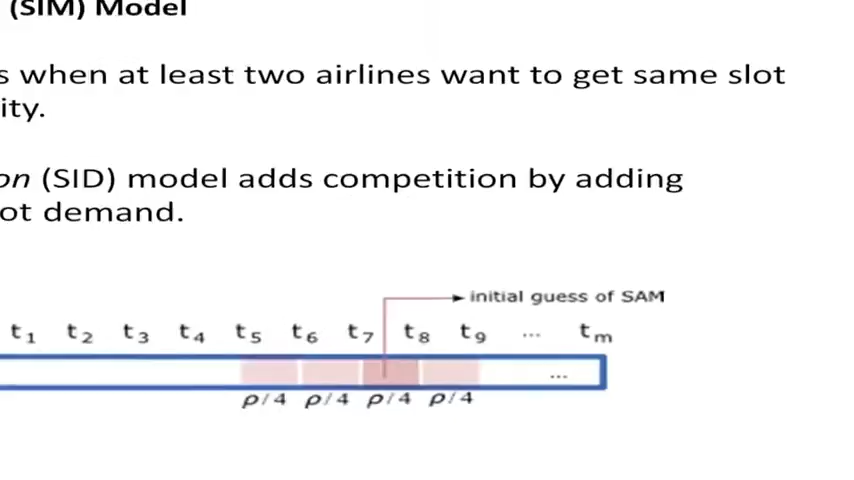 (SIM) Model
s when at least two airlines want to get same slot
ity.
on (SID) model adds competition by adding
ot demand.
initial guess of SAM
t₁ t₂ t₃ t₄ t₅ t₆ t₇ t₈ t₉ ... tₘ
...
ρ/4 ρ/4 ρ/4 ρ/4